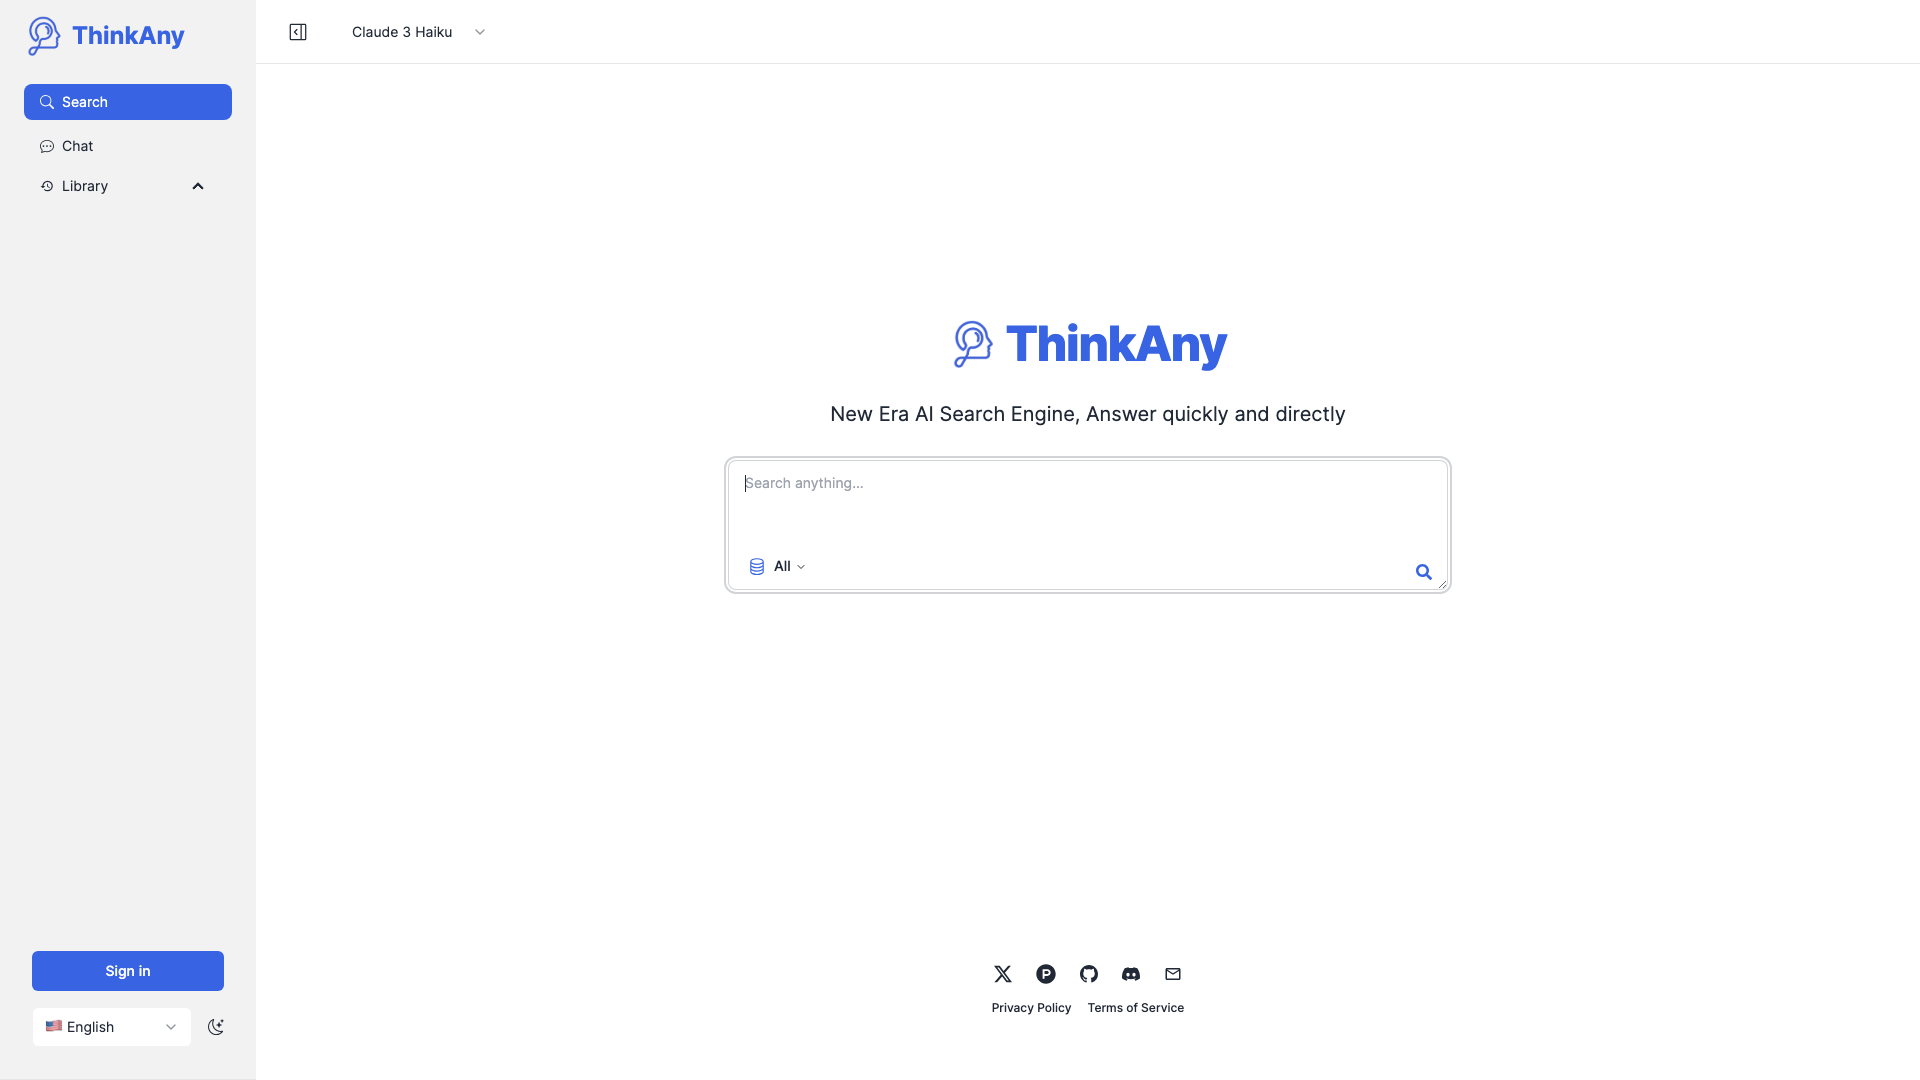 ThinkAny
Search
Chat
Library
Sign in
English
Claude 3 Haiku
ThinkAny
New Era AI Search Engine, Answer quickly and directly
Search anything...
All
Privacy Policy Terms of Service